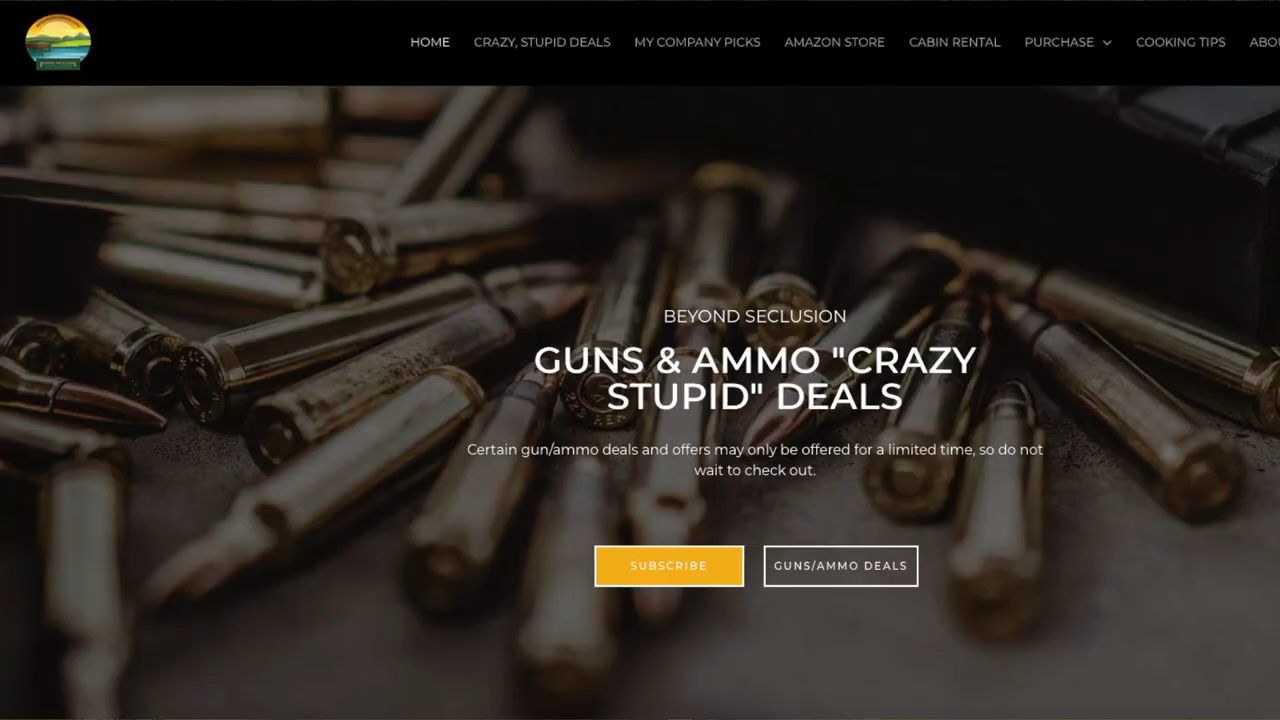 HOME CRAZY, STUPID DEALS MY COMPANY PICKS AMAZON STORE CABIN RENTAL PURCHASE COOKING TIPS ABOU
BEYOND SECLUSION
GUNS & AMMO "CRAZY
STUPID" DEALS
Certain gun/ammo deals and offers may only be offered for a limited time, so do not
wait to check out.
SUBSCRIBE GUNS/AMMO DEALS